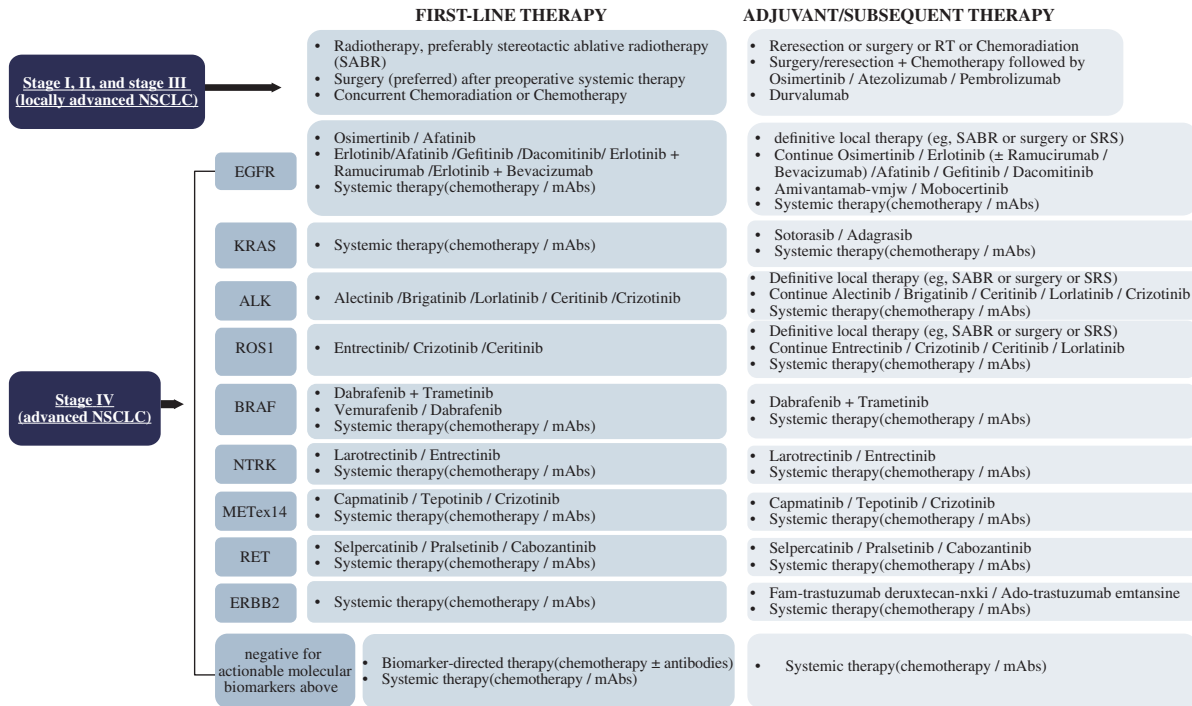 FIRST-LINE THERAPY
ADJUVANT/SUBSEQUENT THERAPY
Stage I, II, and stage III
(locally advanced NSCLC)
• Radiotherapy, preferably stereotactic ablative radiotherapy
(SABR)
• Surgery (preferred) after preoperative systemic therapy
• Concurrent Chemoradiation or Chemotherapy
• Reresection or surgery or RT or Chemoradiation
• Surgery/reresection + Chemotherapy followed by
Osimertinib / Atezolizumab / Pembrolizumab
• Durvalumab
Stage IV
(advanced NSCLC)
EGFR
• Osimertinib / Afatinib
• Erlotinib/Afatinib /Gefitinib /Dacomitinib/ Erlotinib +
Ramucirumab /Erlotinib + Bevacizumab
• Systemic therapy(chemotherapy / mAbs)
• definitive local therapy (eg, SABR or surgery or SRS)
• Continue Osimertinib / Erlotinib (± Ramucirumab /
Bevacizumab) /Afatinib / Gefitinib / Dacomitinib
• Amivantamab-vmjw / Mobocertinib
• Systemic therapy(chemotherapy / mAbs)
KRAS
• Systemic therapy(chemotherapy / mAbs)
• Sotorasib / Adagrasib
• Systemic therapy(chemotherapy / mAbs)
ALK
• Alectinib /Brigatinib /Lorlatinib / Ceritinib /Crizotinib
• Definitive local therapy (eg, SABR or surgery or SRS)
• Continue Alectinib / Brigatinib / Ceritinib / Lorlatinib / Crizotinib
• Systemic therapy(chemotherapy / mAbs)
ROS1
• Entrectinib/ Crizotinib /Ceritinib
• Definitive local therapy (eg, SABR or surgery or SRS)
• Continue Entrectinib / Crizotinib / Ceritinib / Lorlatinib
• Systemic therapy(chemotherapy / mAbs)
BRAF
• Dabrafenib + Trametinib
• Vemurafenib / Dabrafenib
• Systemic therapy(chemotherapy / mAbs)
• Dabrafenib + Trametinib
• Systemic therapy(chemotherapy / mAbs)
NTRK
• Larotrectinib / Entrectinib
• Systemic therapy(chemotherapy / mAbs)
• Larotrectinib / Entrectinib
• Systemic therapy(chemotherapy / mAbs)
METex14
• Capmatinib / Tepotinib / Crizotinib
• Systemic therapy(chemotherapy / mAbs)
• Capmatinib / Tepotinib / Crizotinib
• Systemic therapy(chemotherapy / mAbs)
RET
• Selpercatinib / Pralsetinib / Cabozantinib
• Systemic therapy(chemotherapy / mAbs)
• Selpercatinib / Pralsetinib / Cabozantinib
• Systemic therapy(chemotherapy / mAbs)
ERBB2
• Systemic therapy(chemotherapy / mAbs)
• Fam-trastuzumab deruxtecan-nxki / Ado-trastuzumab emtansine
• Systemic therapy(chemotherapy / mAbs)
negative for
actionable molecular
biomarkers above
• Biomarker-directed therapy(chemotherapy ± antibodies)
• Systemic therapy(chemotherapy / mAbs)
• Systemic therapy(chemotherapy / mAbs)